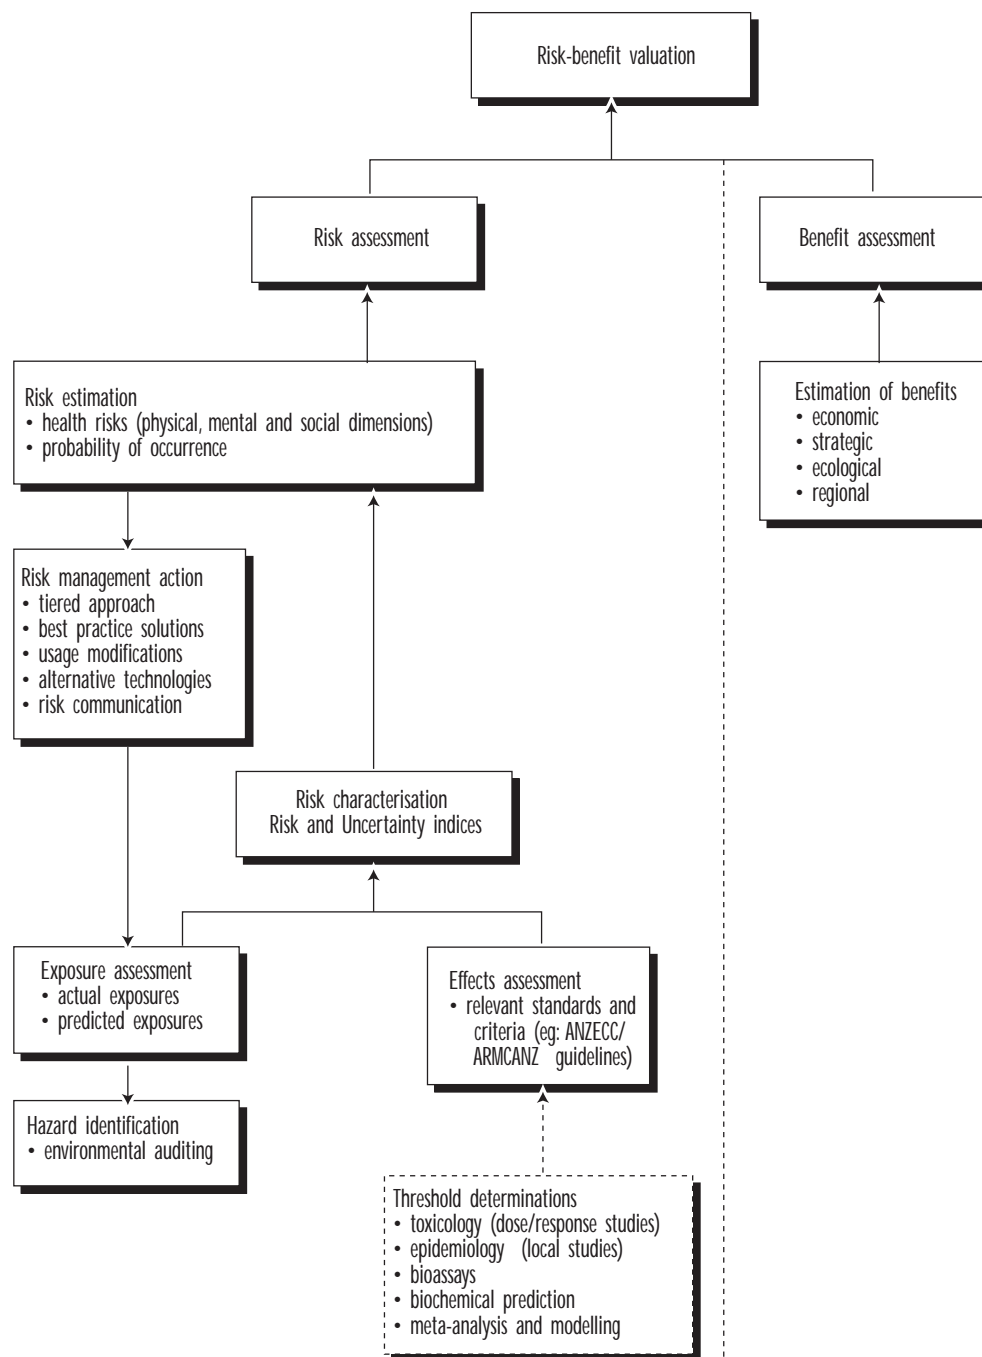 Risk-benefit valuation
Risk assessment
Benefit assessment
Risk estimation
• health risks (physical, mental and social dimensions)
• probability of occurrence
Estimation of benefits
• economic
• strategic
• ecological
• regional
Risk management action
• tiered approach
• best practice solutions
• usage modifications
• alternative technologies
• risk communication
Risk characterisation
Risk and Uncertainty indices
Exposure assessment
• actual exposures
• predicted exposures
Effects assessment
• relevant standards and
criteria (eg: ANZECC/
ARMCANZ guidelines)
Hazard identification
• environmental auditing
Threshold determinations
• toxicology (dose/response studies)
• epidemiology (local studies)
• bioassays
• biochemical prediction
• meta-analysis and modelling